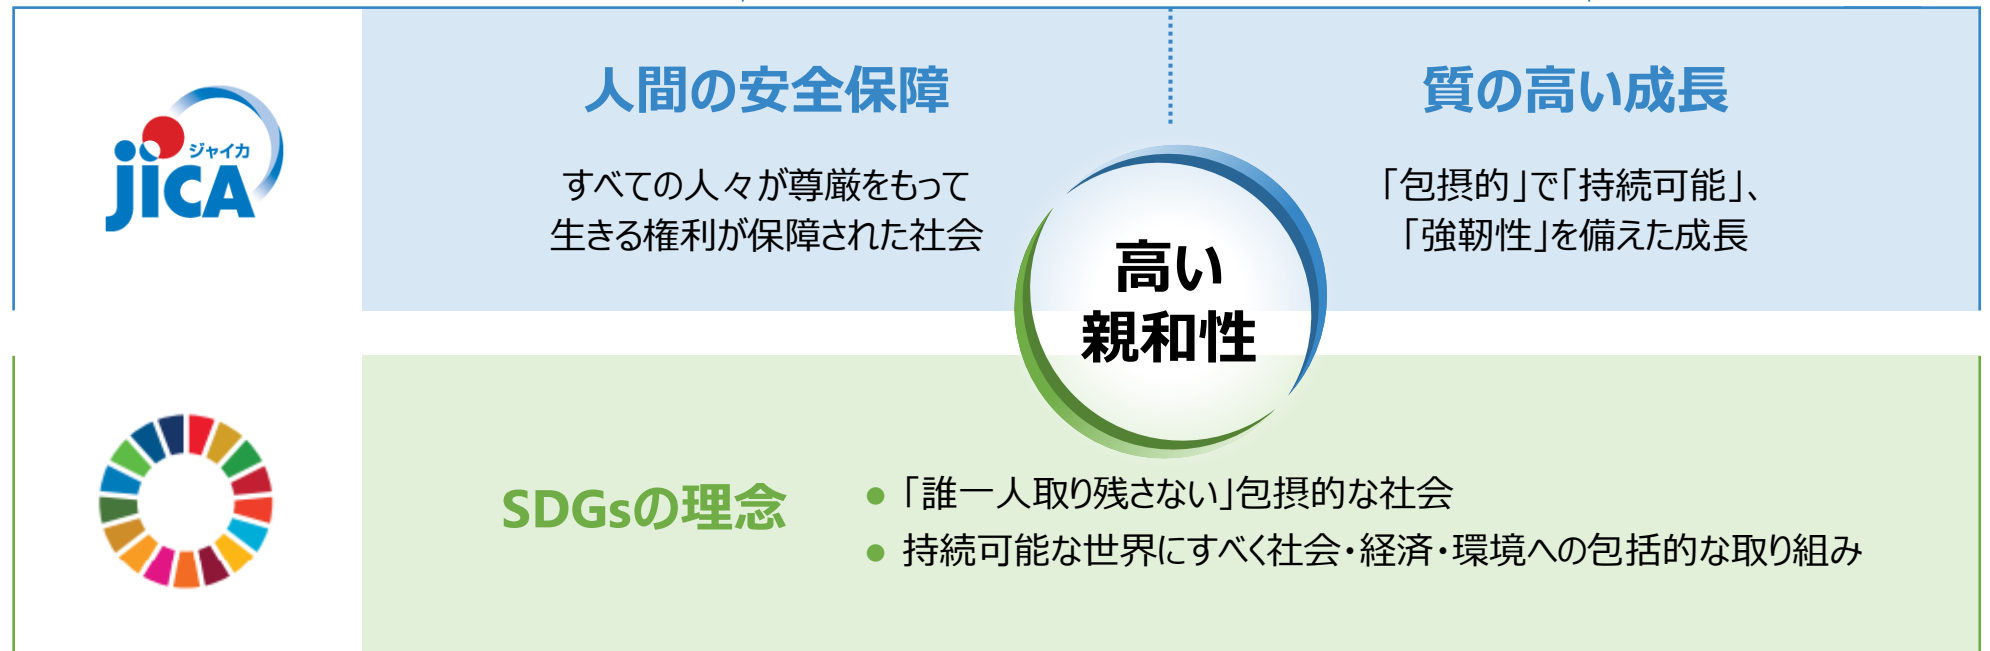 人間の安全保障
質の高い成長
ジャイカ
jICA
すべての人々が尊厳をもって
生きる権利が保障された社会
「包摂的」で「持続可能」、
「強靭性」を備えた成長
高い
親和性
SDGsの理念
● 「誰一人取り残さない」包摂的な社会
● 持続可能な世界にすべく社会・経済・環境への包括的な取り組み